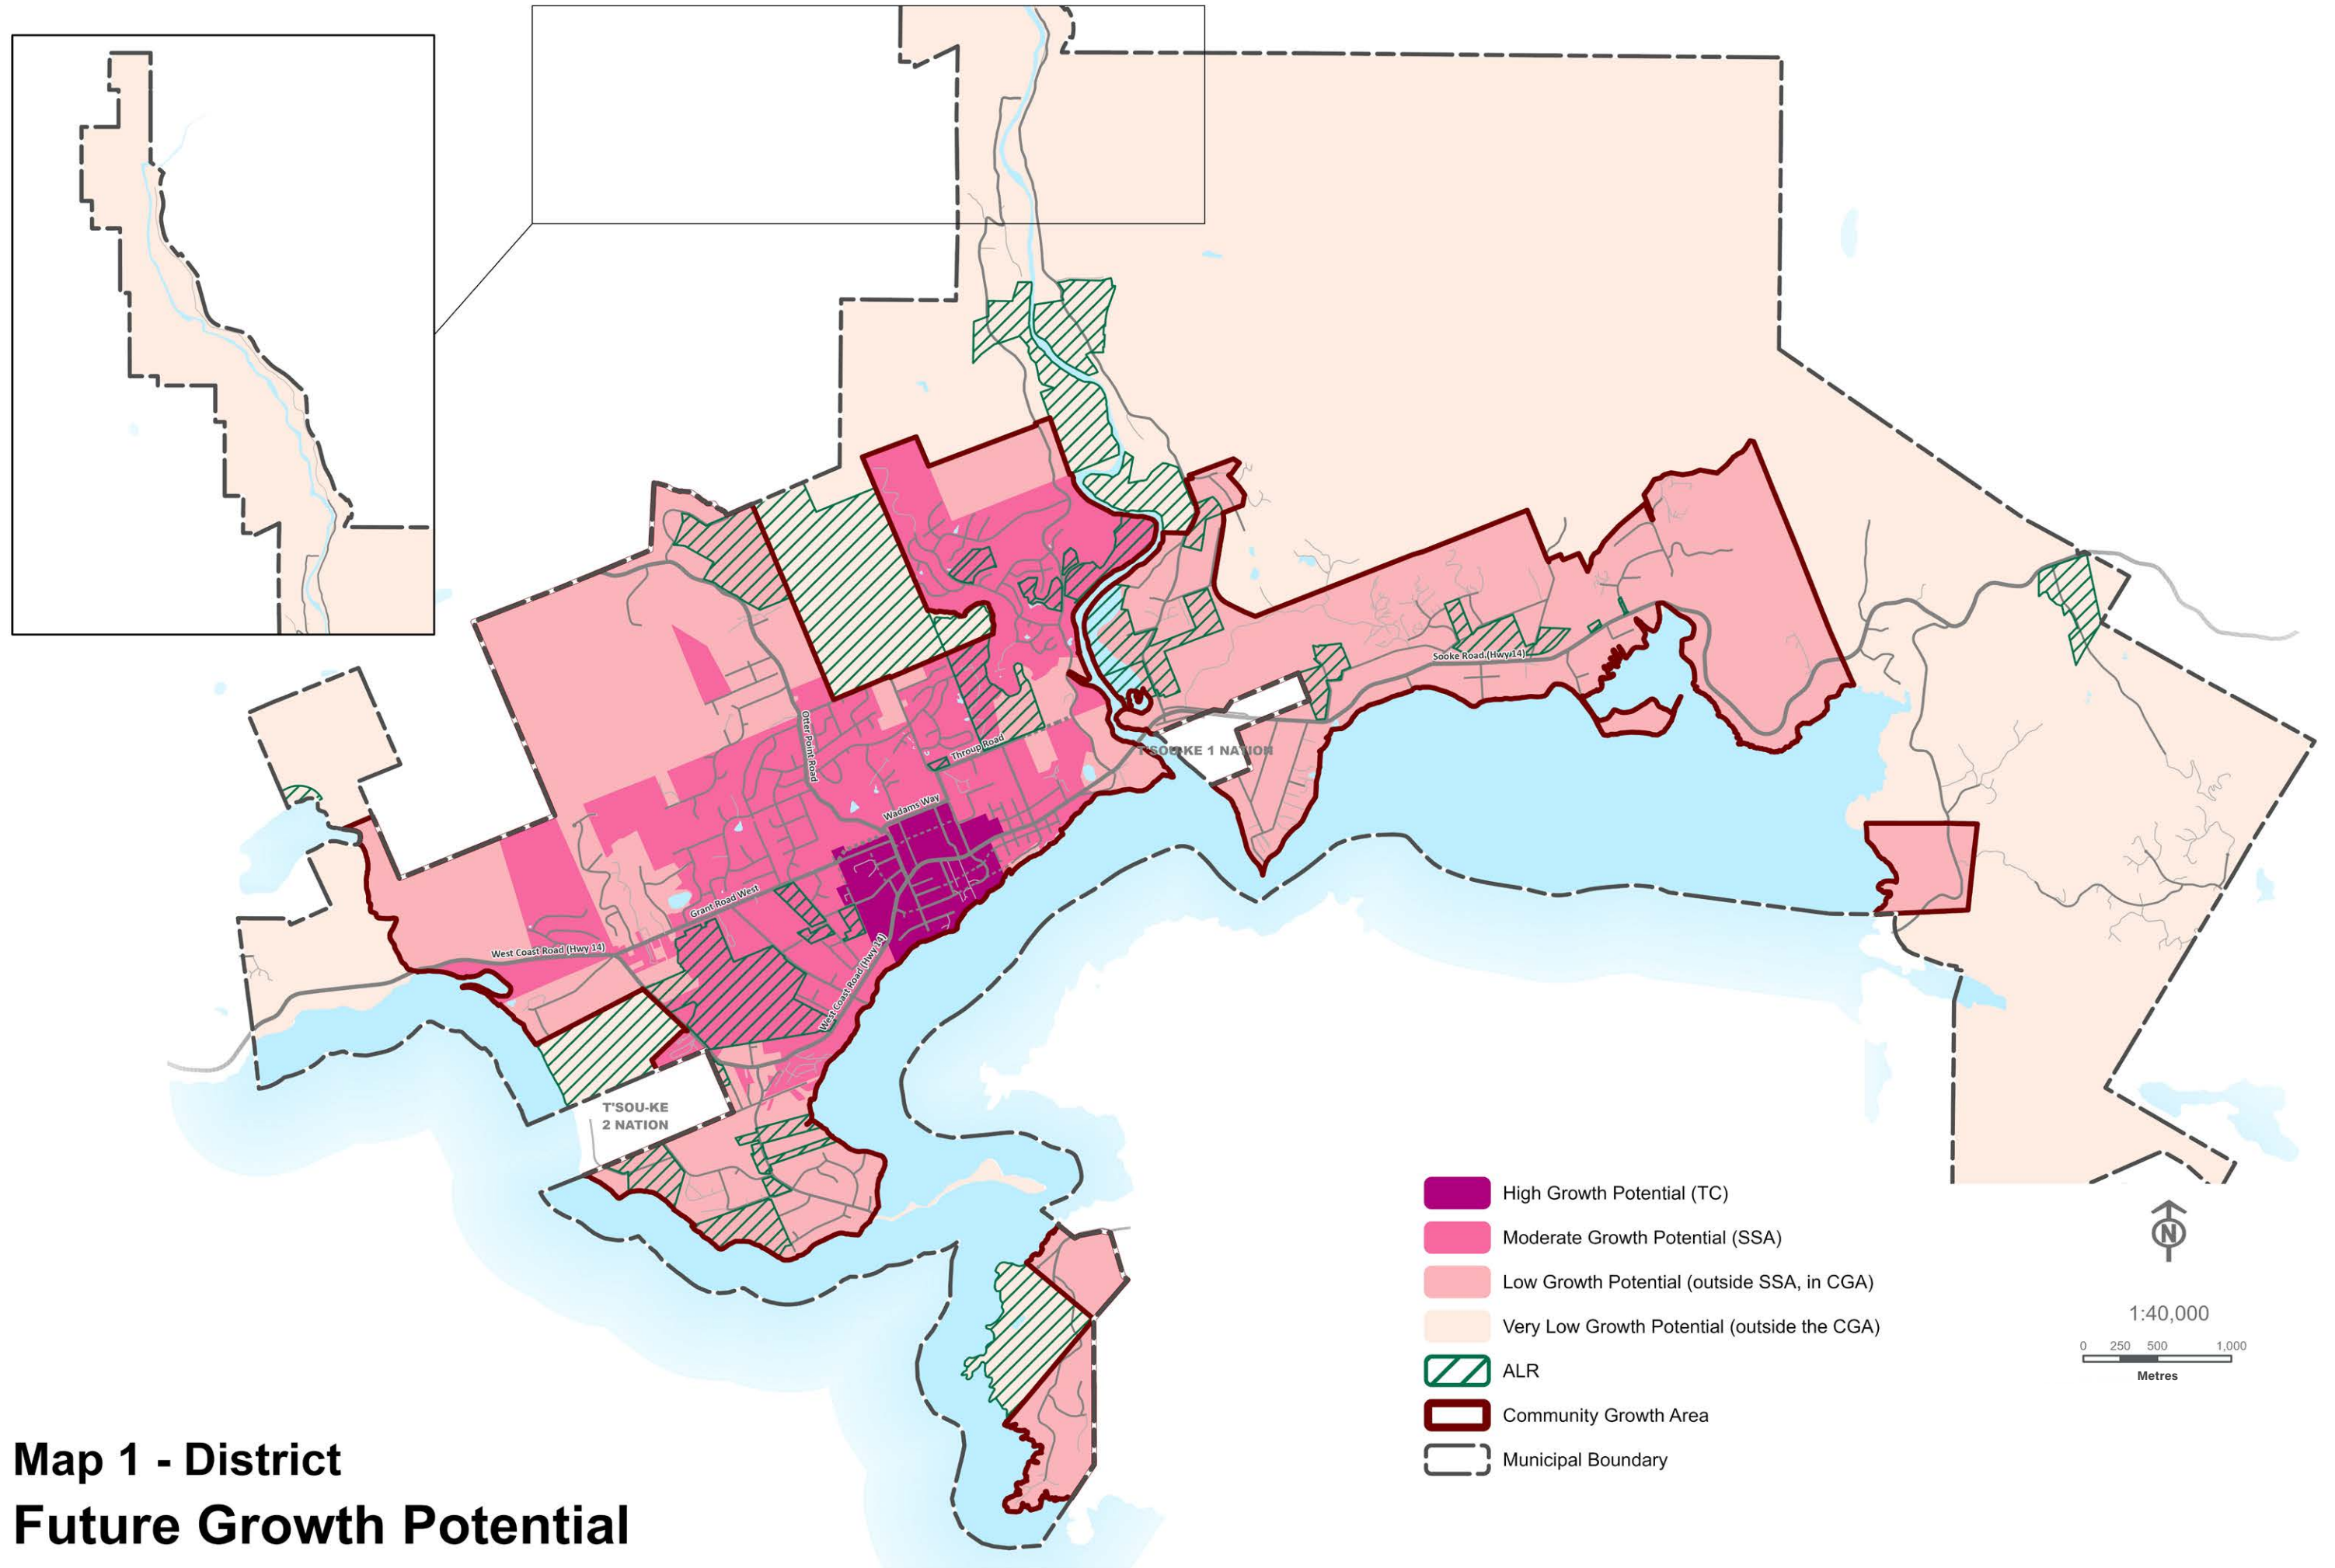 Sooke Road (Hwy 14)
Otter Point Road
T'SOU-KE 1 NATION
Throup Road
Wadams Way
Grant Road West
West Coast Road (Hwy 14)
West Coast Road (Hwy 14)
T'SOU-KE
2 NATION
High Growth Potential (TC)
Moderate Growth Potential (SSA)
Low Growth Potential (outside SSA, in CGA)
Very Low Growth Potential (outside the CGA)
ALR
Community Growth Area
Municipal Boundary
N
1:40,000
0 250 500 1,000
Metres
Map 1 - District
Future Growth Potential